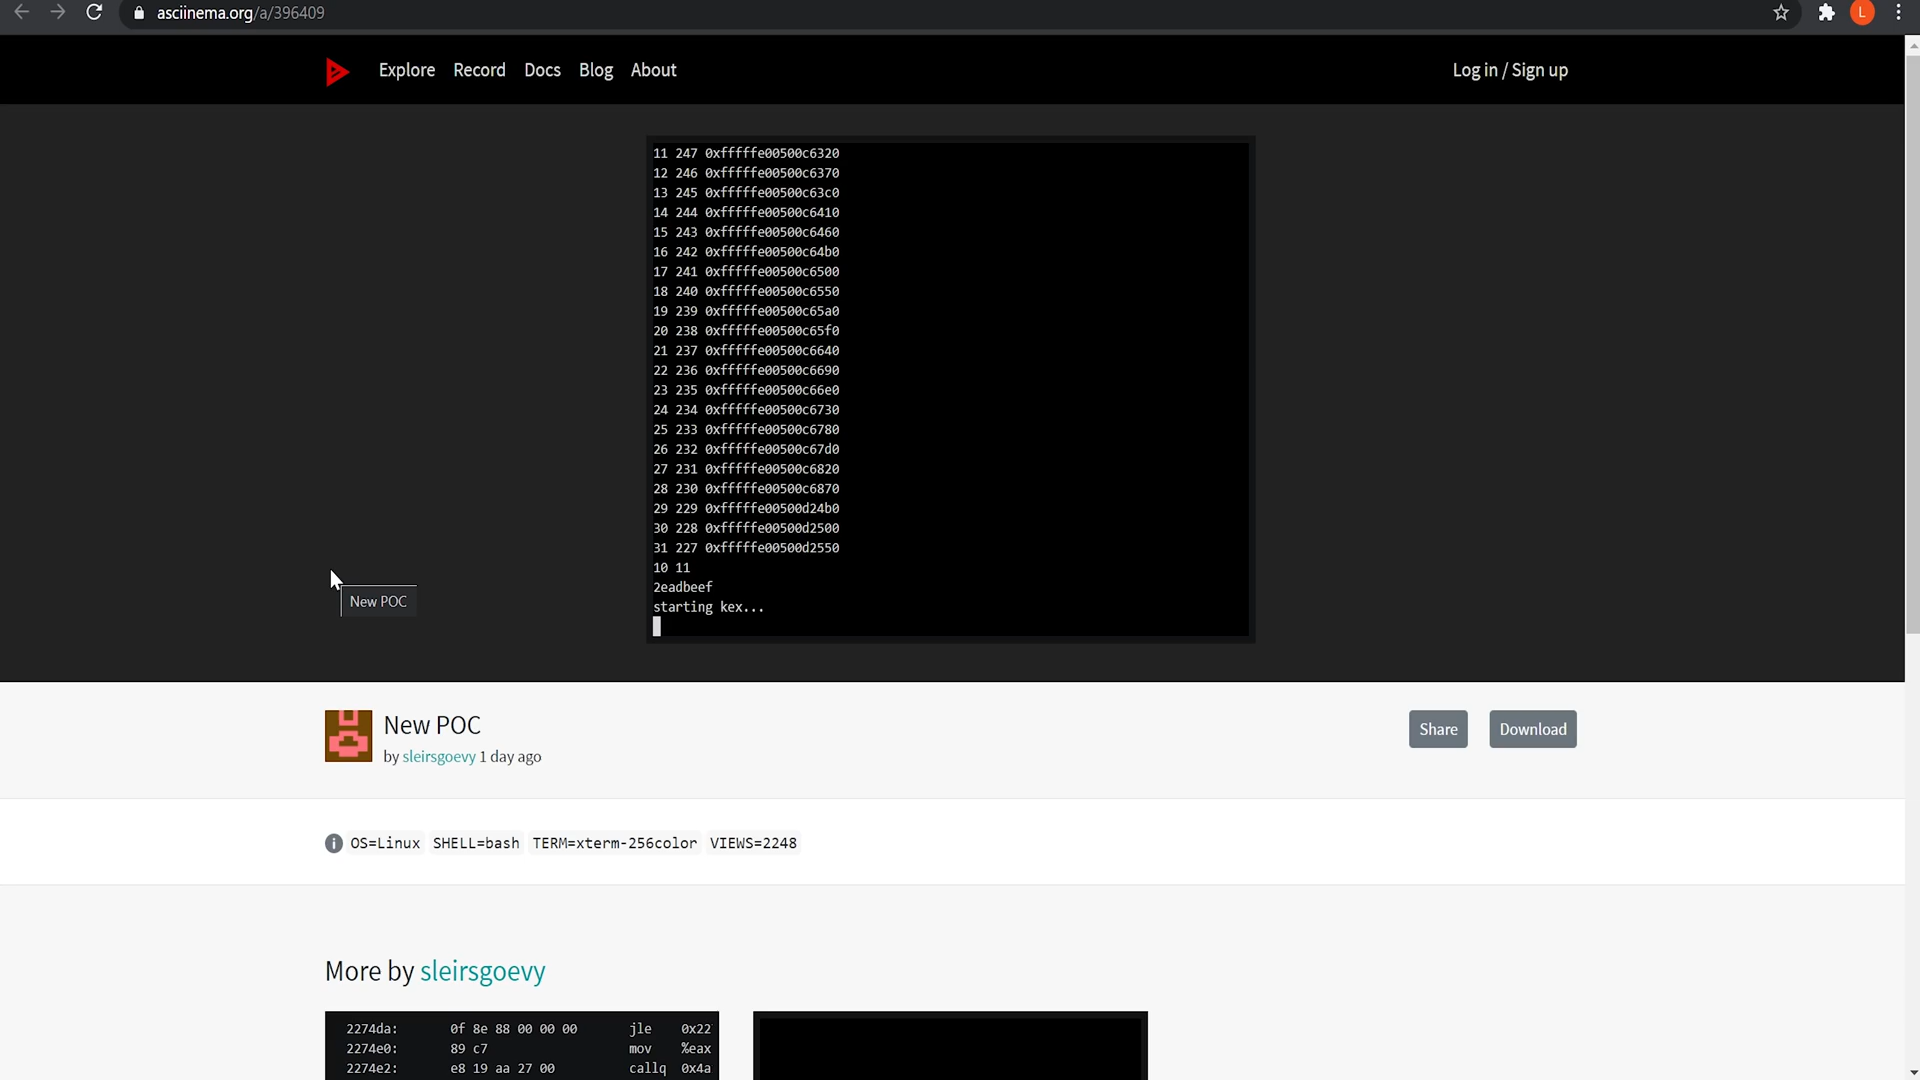 asciinema.org/a/396409
L
Explore Record Docs Blog About
Log in / Sign up
11 247 0xfffffe00500c6320
12 246 0xfffffe00500c6370
13 245 0xfffffe00500c63c0
14 244 0xfffffe00500c6410
15 243 0xfffffe00500c6460
16 242 0xfffffe00500c64b0
17 241 0xfffffe00500c6500
18 240 0xfffffe00500c6550
19 239 0xfffffe00500c65a0
20 238 0xfffffe00500c65f0
21 237 0xfffffe00500c6640
22 236 0xfffffe00500c6690
23 235 0xfffffe00500c66e0
24 234 0xfffffe00500c6730
25 233 0xfffffe00500c6780
26 232 0xfffffe00500c67d0
27 231 0xfffffe00500c6820
28 230 0xfffffe00500c6870
29 229 0xfffffe00500d24b0
30 228 0xfffffe00500d2500
31 227 0xfffffe00500d2550
10 11
2eadbeef
starting kex...
New POC
New POC
by sleirsgoevy 1 day ago
Share Download
OS=Linux SHELL=bash TERM=xterm-256color VIEWS=2248
More by sleirsgoevy
2274da: 0f 8e 88 00 00 00 jle 0x22
2274e0: 89 c7 mov %eax
2274e2: e8 19 aa 27 00 callq 0x4a